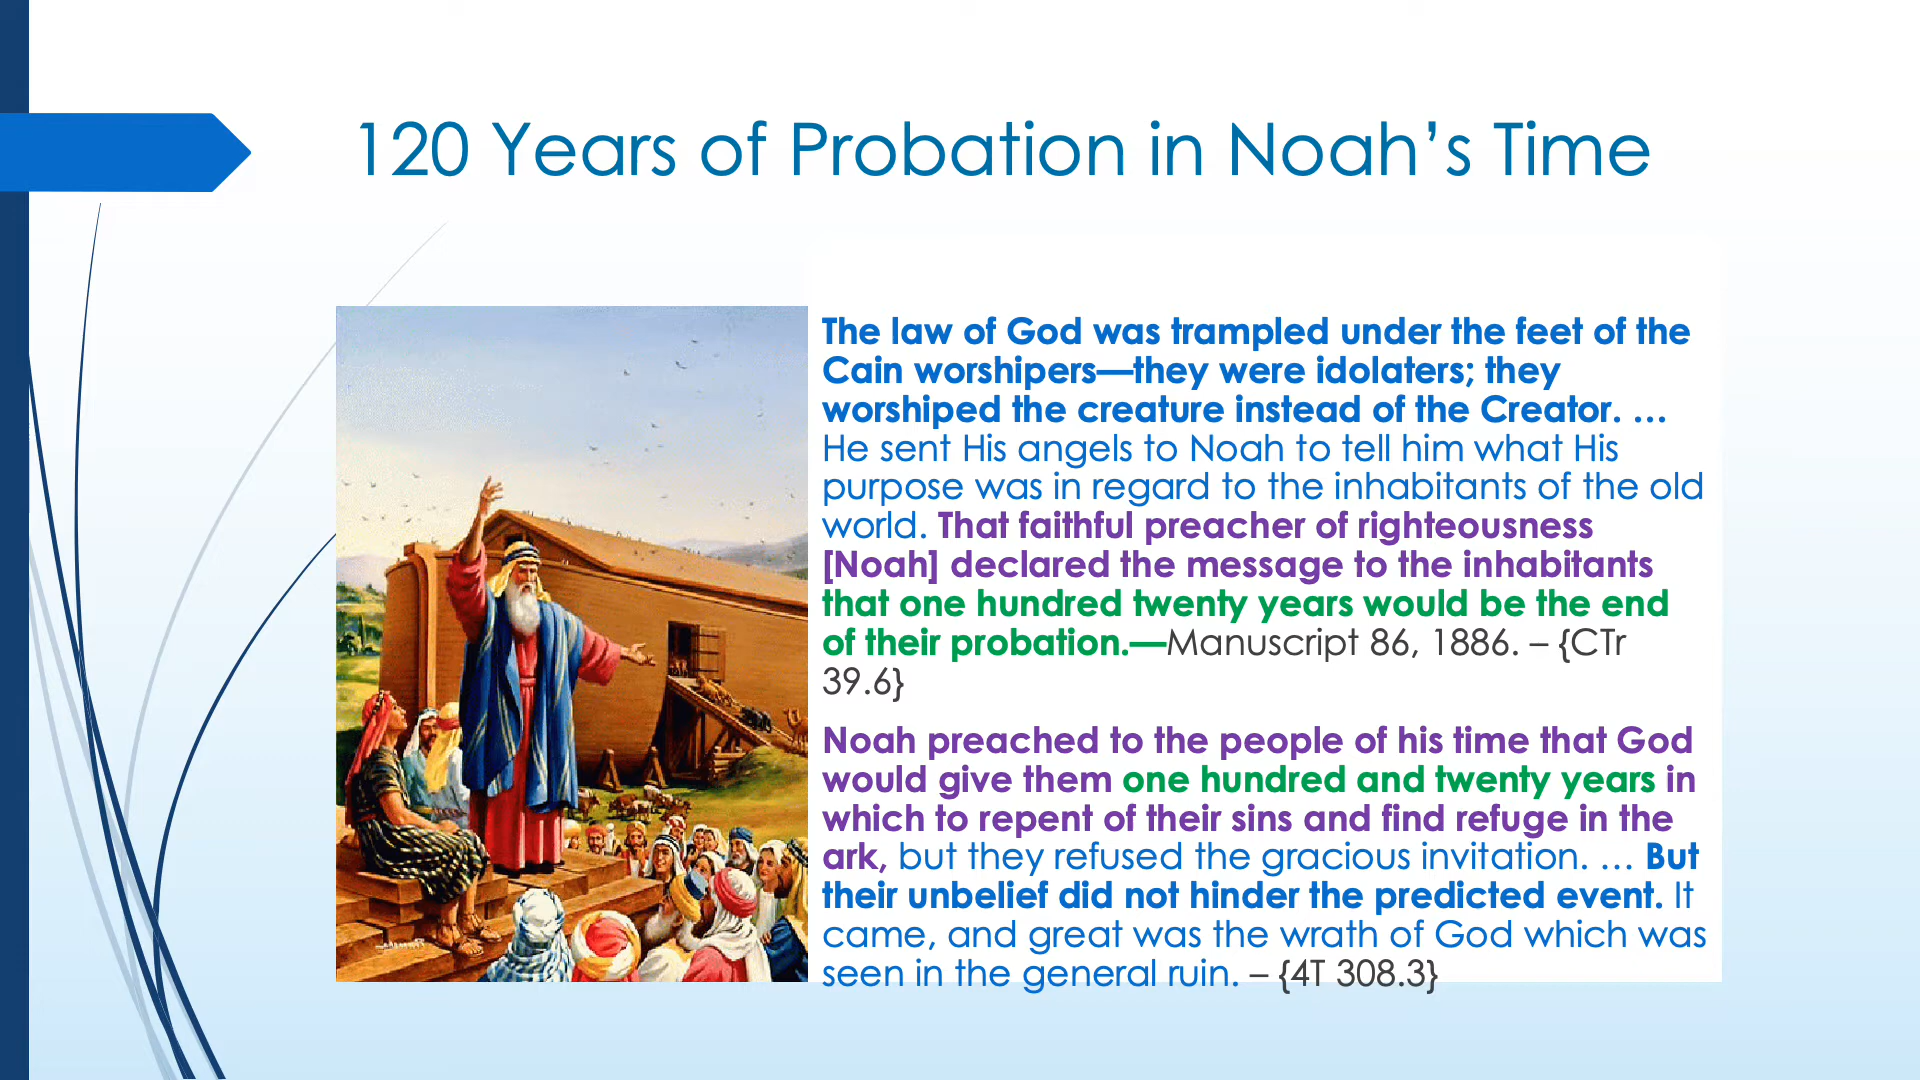 120 Years of Probation in Noah’s Time
The law of God was trampled under the feet of the
Cain worshipers—they were idolaters; they
worshiped the creature instead of the Creator. …
He sent His angels to Noah to tell him what His
purpose was in regard to the inhabitants of the old
world. That faithful preacher of righteousness
[Noah] declared the message to the inhabitants
that one hundred twenty years would be the end
of their probation.—Manuscript 86, 1886. – {CTr
39.6}
Noah preached to the people of his time that God
would give them one hundred and twenty years in
which to repent of their sins and find refuge in the
ark, but they refused the gracious invitation. … But
their unbelief did not hinder the predicted event. It
came, and great was the wrath of God which was
seen in the general ruin. – {4T 308.3}